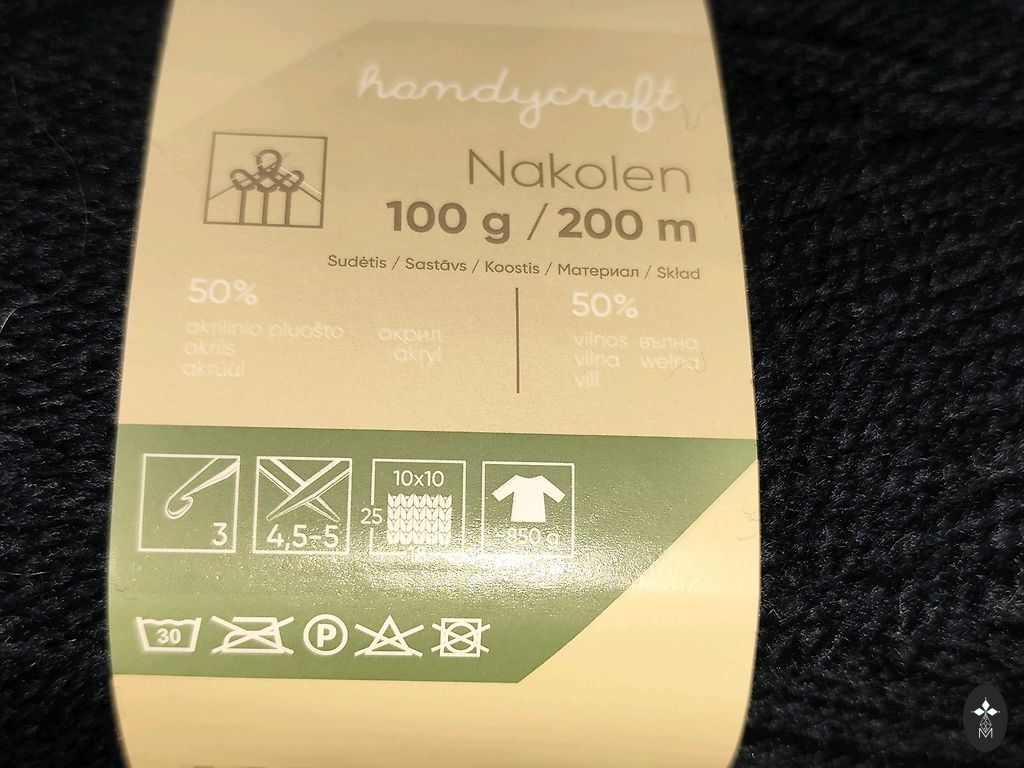 handycraft
Nakolen
100 g / 200 m
Sudėtis / Sastāvs / Koostis / Материал / Skład
50%
akrilinio pluošto акрил
akrils akryl
akrüül
50%
vilnos вълна
vilna wełna
vill
3
4,5-5
10x10
25
~850 g
30
P
M